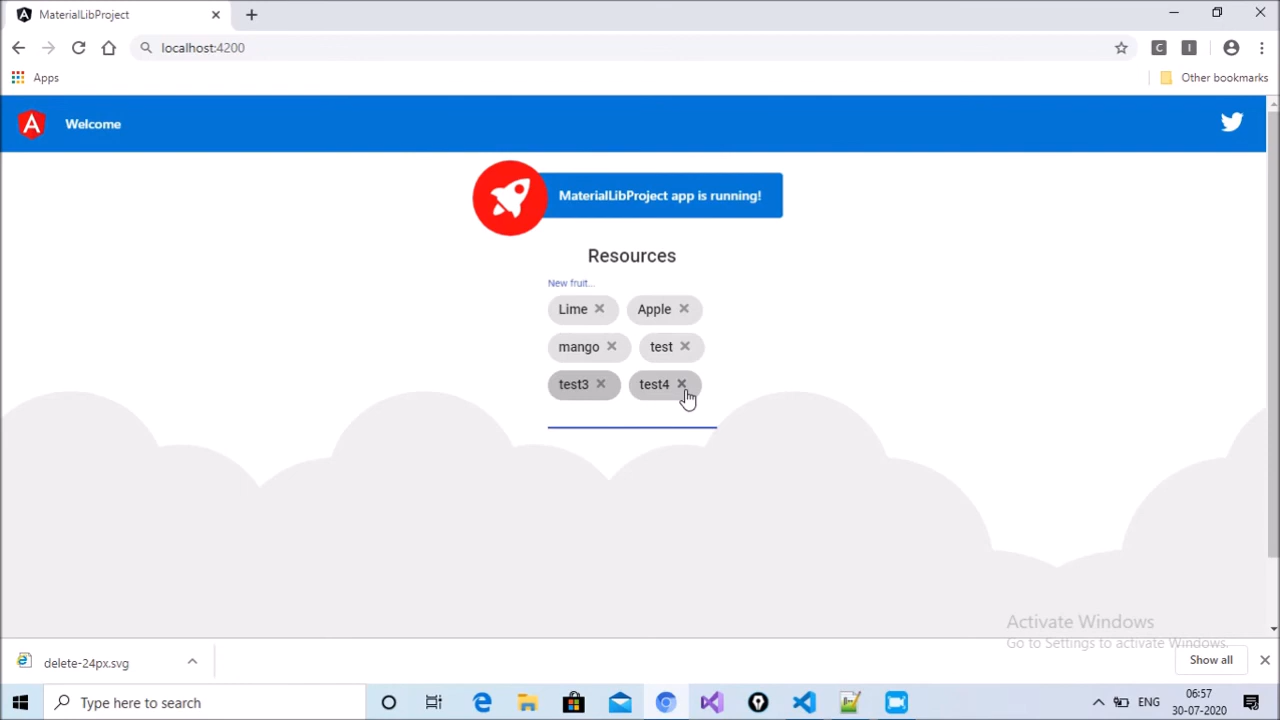 MaterialLibProject
localhost:4200
Apps
Other bookmarks
Welcome
MaterialLibProject app is running!
Resources
New fruit...
Lime
Apple
mango
test
test3
test4
Activate Windows
Go to Settings to activate Windows.
delete-24px.svg
Show all
Type here to search
ENG
06:57
30-07-2020